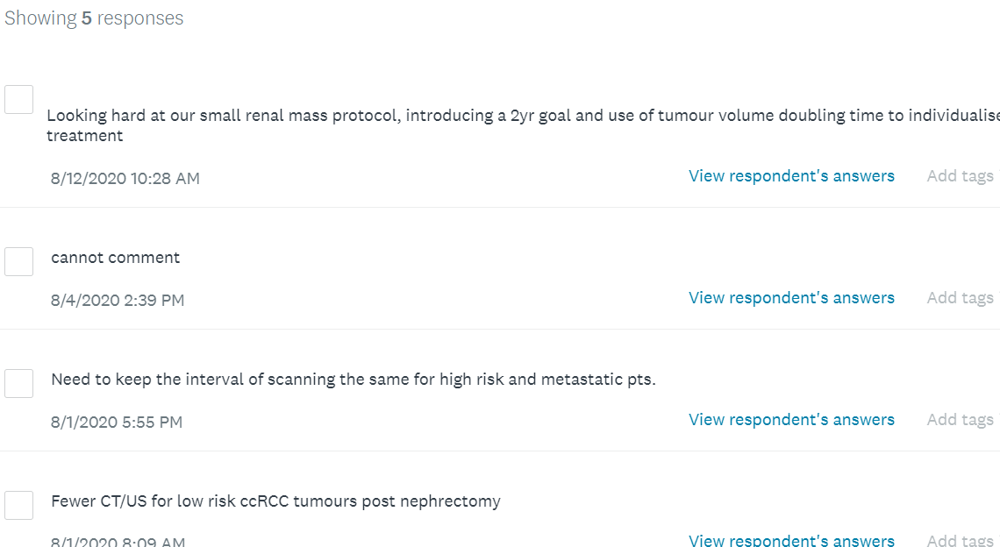 Showing 5 responses
Looking hard at our small renal mass protocol, introducing a 2yr goal and use of tumour volume doubling time to individualise
treatment
8/12/2020 10:28 AM
View respondent's answers
Add tags
cannot comment
8/4/2020 2:39 PM
View respondent's answers
Add tags
Need to keep the interval of scanning the same for high risk and metastatic pts.
8/1/2020 5:55 PM
View respondent's answers
Add tags
Fewer CT/US for low risk ccRCC tumours post nephrectomy
8/1/2020 8:09 AM
View respondent's answers
Add tags